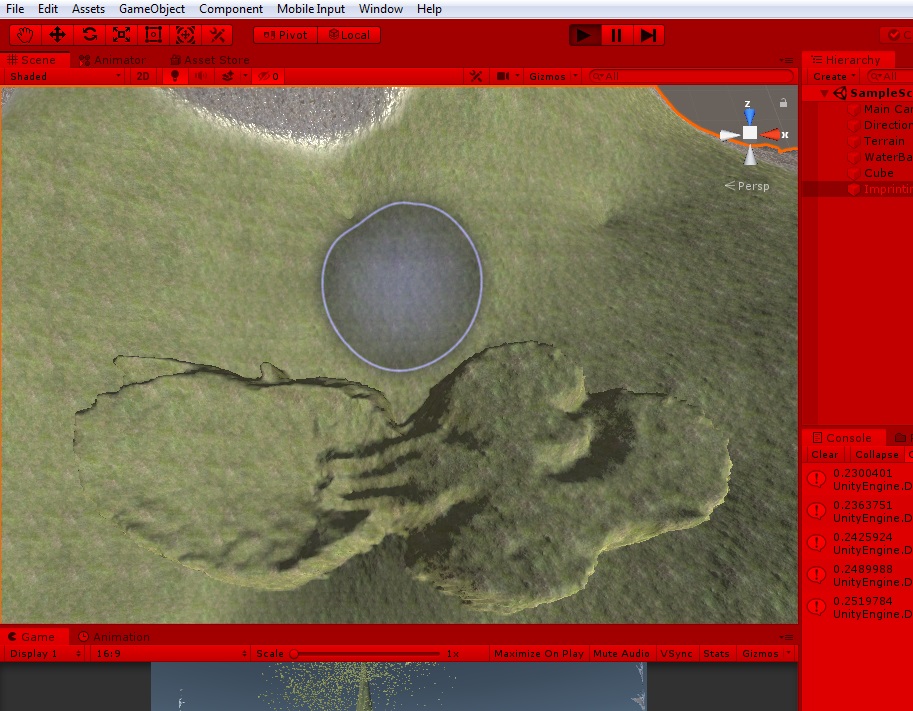 File Edit Assets GameObject Component Mobile Input Window Help
Pivot Local
Scene Animator Asset Store
Shaded 2D 0 Gizmos All
z
x
Persp
Hierarchy
Create All
SampleSc
Main Ca
Direction
Terrain
WaterBa
Cube
Imprintin
Console
Clear Collapse
0.2300401
UnityEngine.D
0.2363751
UnityEngine.D
0.2425924
UnityEngine.D
0.2489988
UnityEngine.D
0.2519784
UnityEngine.D
Game Animation
Display 1 16:9 Scale 1x Maximize On Play Mute Audio VSync Stats Gizmos